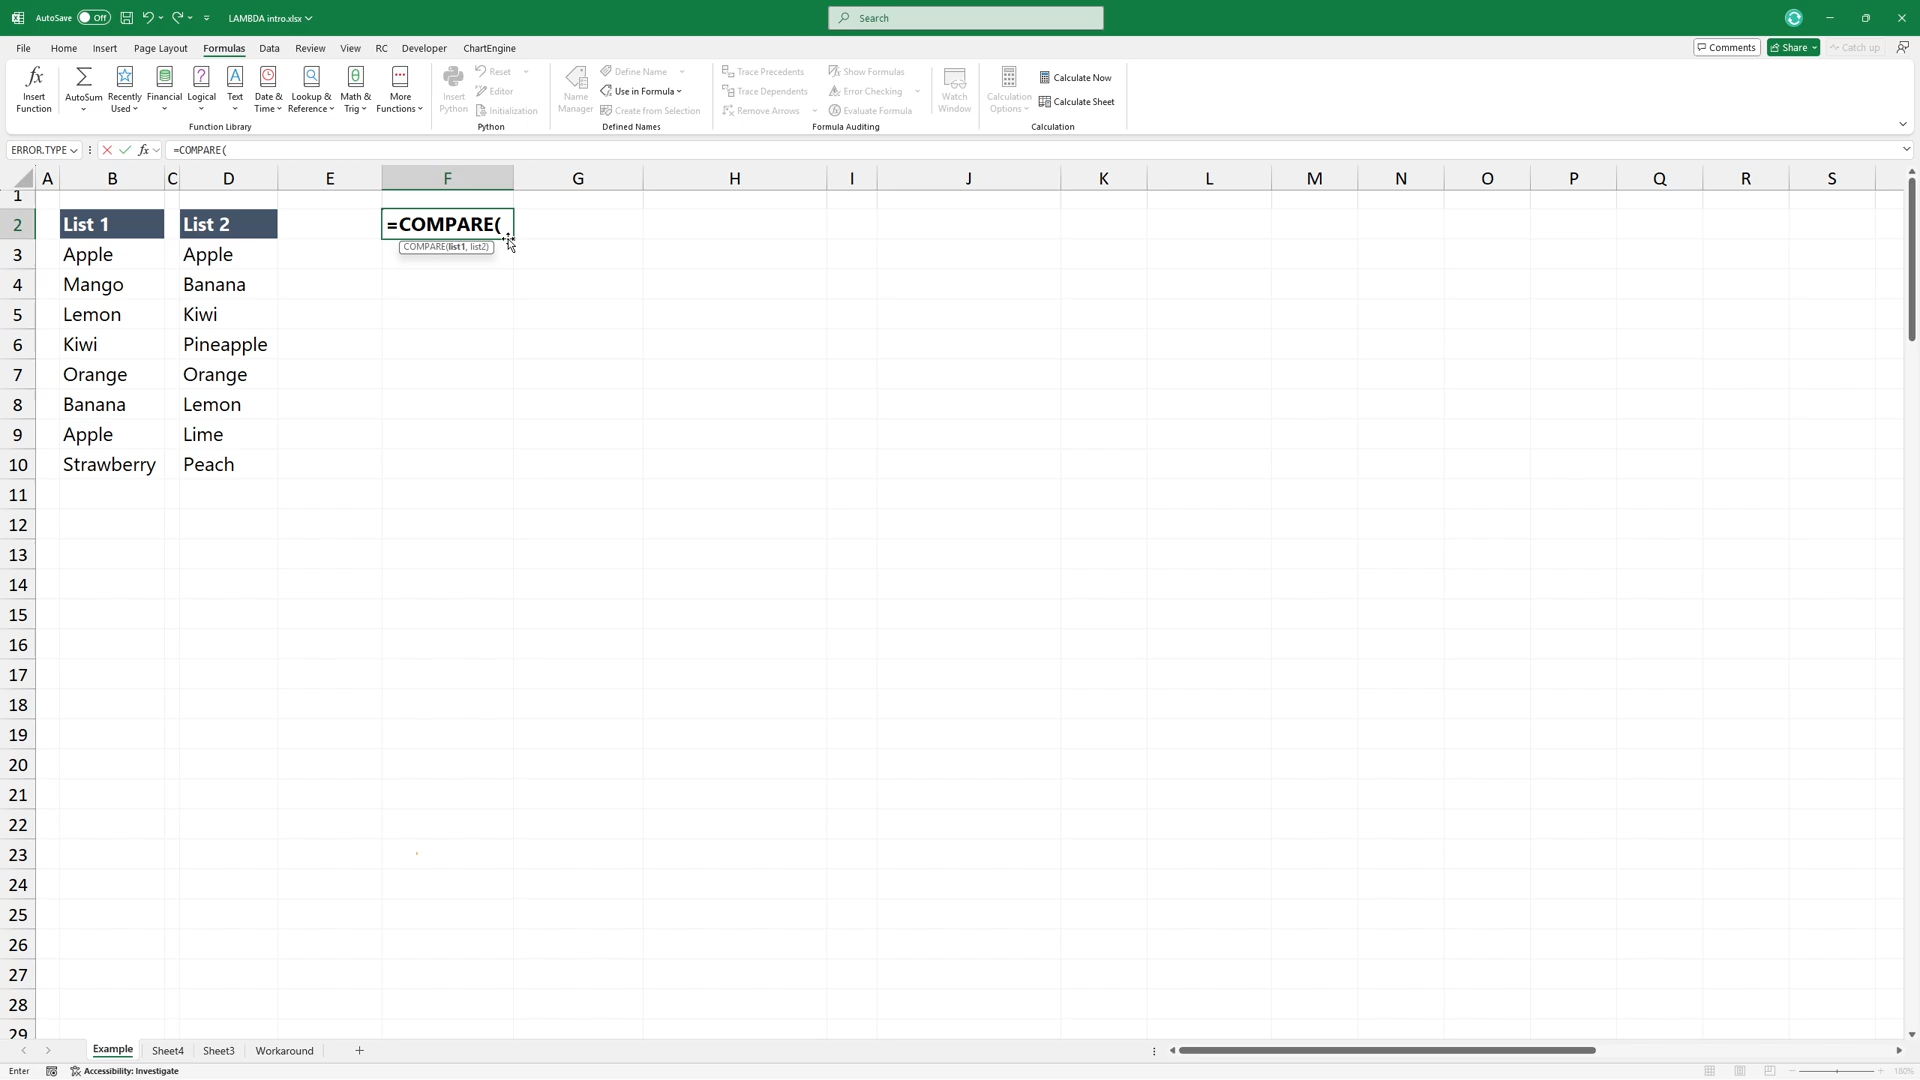 AutoSave Off LAMBDA intro.xlsx Search
File Home Insert Page Layout Formulas Data Review View RC Developer ChartEngine Comments Share Catch up
Insert Function AutoSum Recently Used Financial Logical Text Date & Time Lookup & Reference Math & Trig More Functions
Function Library
Insert Python Reset Editor Initialization
Python
Name Manager Define Name Use in Formula Create from Selection
Defined Names
Trace Precedents Trace Dependents Remove Arrows Show Formulas Error Checking Evaluate Formula
Formula Auditing
Watch Window
Calculation Options Calculate Now Calculate Sheet
Calculation
ERROR.TYPE fx =COMPARE(
A B C D E F G H I J K L M N O P Q R S
1
2 List 1 List 2 =COMPARE(
COMPARE(list1, list2)
3 Apple Apple
4 Mango Banana
5 Lemon Kiwi
6 Kiwi Pineapple
7 Orange Orange
8 Banana Lemon
9 Apple Lime
10 Strawberry Peach
11
12
13
14
15
16
17
18
19
20
21
22
23
24
25
26
27
28
29
Example Sheet4 Sheet3 Workaround
Enter Accessibility: Investigate 180%